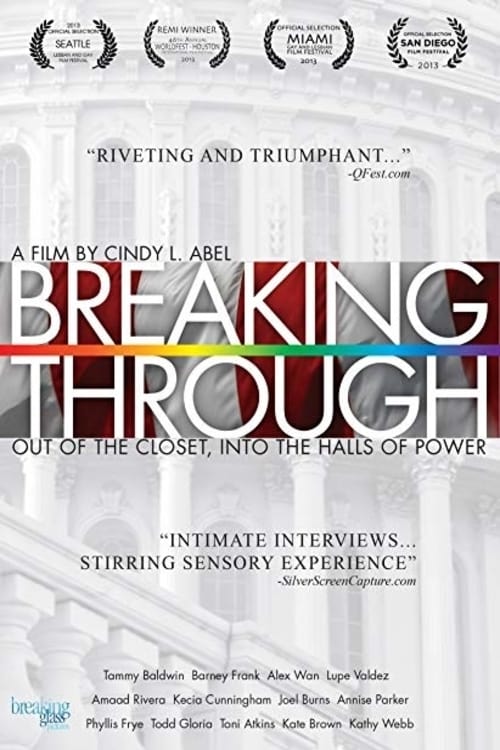 2013
OFFICIAL SELECTION
SEATTLE
LESBIAN AND GAY
FILM FESTIVAL
REMI WINNER
46th ANNUAL
WORLDFEST - HOUSTON
2013
OFFICIAL SELECTION
MIAMI
GAY AND LESBIAN
FILM FESTIVAL
2013
OFFICIAL SELECTION
SAN DIEGO
FILM FESTIVAL
2013
“RIVETING AND TRIUMPHANT...”
-QFest.com
A FILM BY CINDY L. ABEL
BREAKING
THROUGH
OUT OF THE CLOSET, INTO THE HALLS OF POWER
“INTIMATE INTERVIEWS...
STIRRING SENSORY EXPERIENCE”
-SilverScreenCapture.com
Tammy Baldwin Barney Frank Alex Wan Lupe Valdez
Amaad Rivera Kecia Cunningham Joel Burns Annise Parker
Phyllis Frye Todd Gloria Toni Atkins Kate Brown Kathy Webb
breaking
glass
pictures